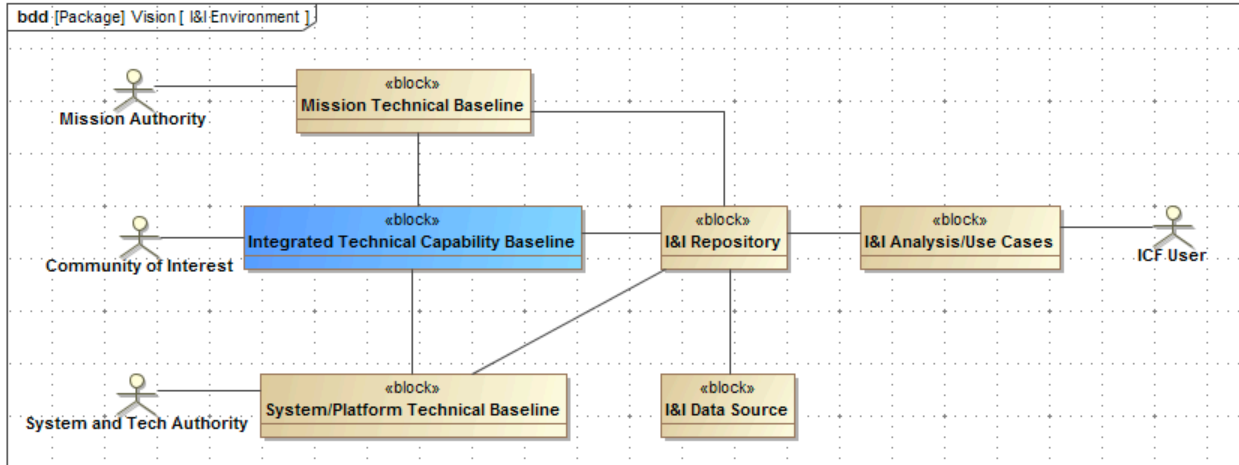 bdd [Package] Vision [ I&I Environment ]
«block»
Mission Technical Baseline
Mission Authority
«block»
Integrated Technical Capability Baseline
«block»
I&I Repository
«block»
I&I Analysis/Use Cases
Community of Interest
ICF User
«block»
System/Platform Technical Baseline
«block»
I&I Data Source
System and Tech Authority